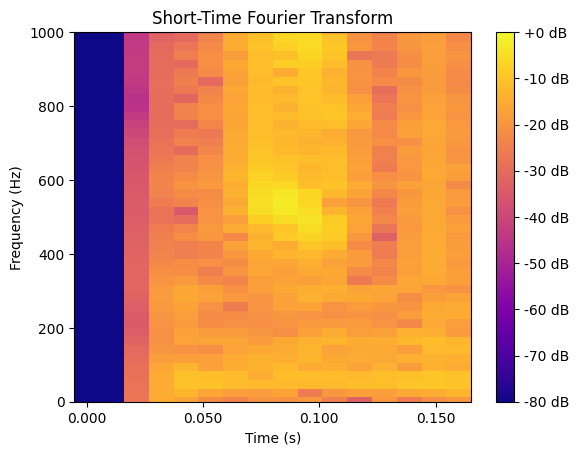 Short-Time Fourier Transform
Frequency (Hz)
1000
800
600
400
200
0
0.000
0.050
0.100
0.150
Time (s)
+0 dB
-10 dB
-20 dB
-30 dB
-40 dB
-50 dB
-60 dB
-70 dB
-80 dB